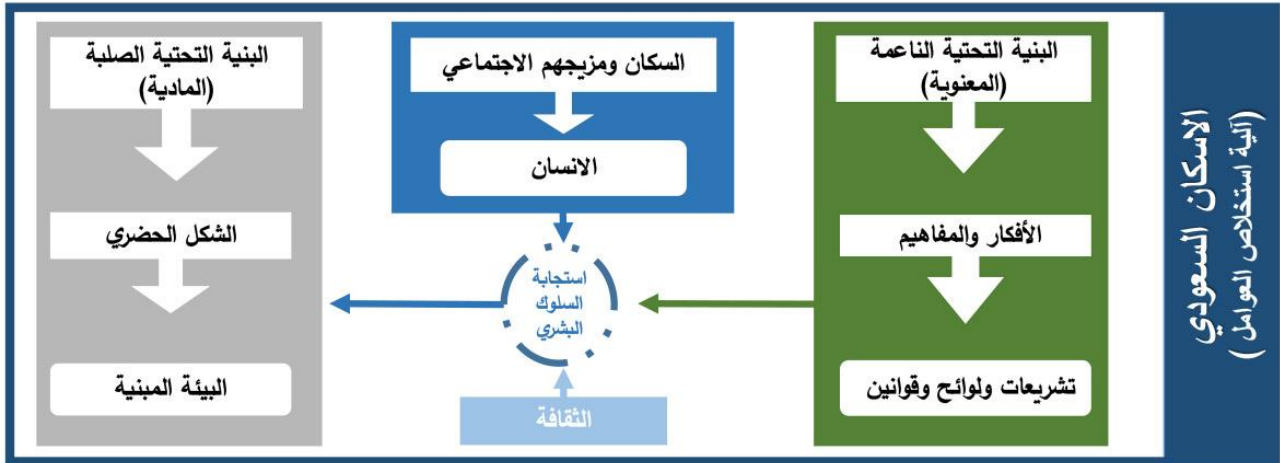 الاسكان السعودي
(آلية استخلاص العوامل)
البنية التحتية الناعمة
(المعنوية)
الأفكار والمفاهيم
تشريعات ولوائح وقوانين
السكان ومزيجهم الاجتماعي
الانسان
استجابة
السلوك
البشري
الثقافة
البنية التحتية الصلبة
(المادية)
الشكل الحضري
البيئة المبنية